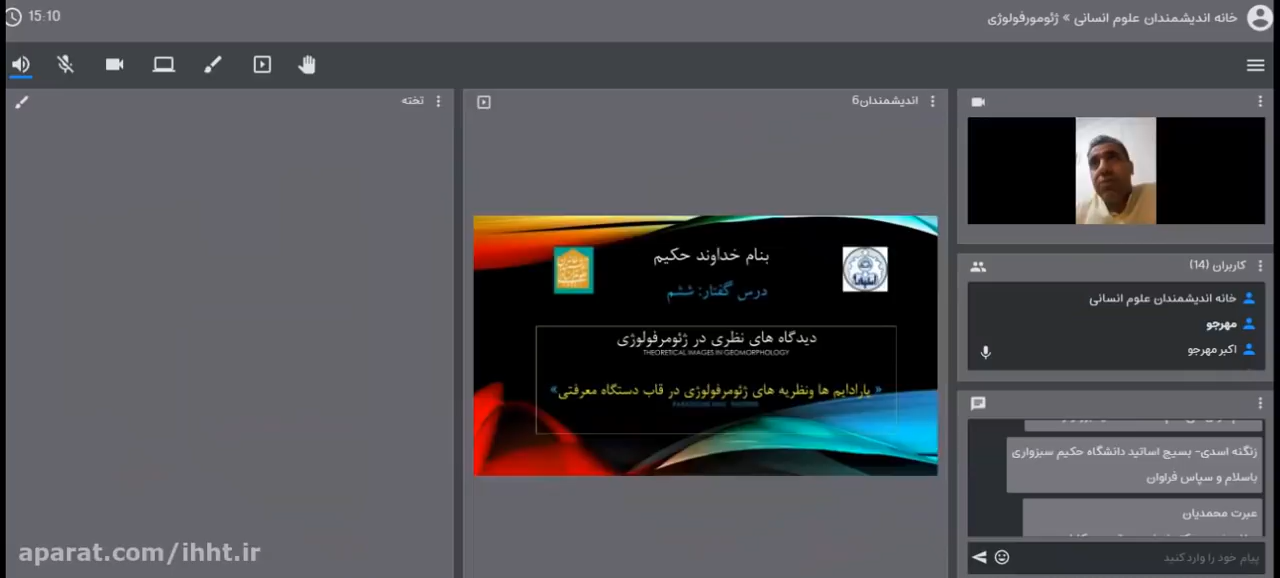 15:10
خانه اندیشمندان علوم انسانی » ژئومورفولوژی
تخته
اندیشمندان6
بنام خداوند حکیم
درس گفتار: ششم
دیدگاه های نظری در ژئومرفولوژی
THEORETICAL IMAGES IN GEOMORPHOLOGY
« پارادایم ها ونظریه های ژئومرفولوژی در قاب دستگاه معرفتی»
کاربران (14)
خانه اندیشمندان علوم انسانی
مهرجو
اکبر مهرجو
زنگنه اسدی- بسیج اساتید دانشگاه حکیم سبزواری
باسلام و سپاس فراوان
عبرت محمدیان
پیام خود را وارد کنید
aparat.com/ihht.ir